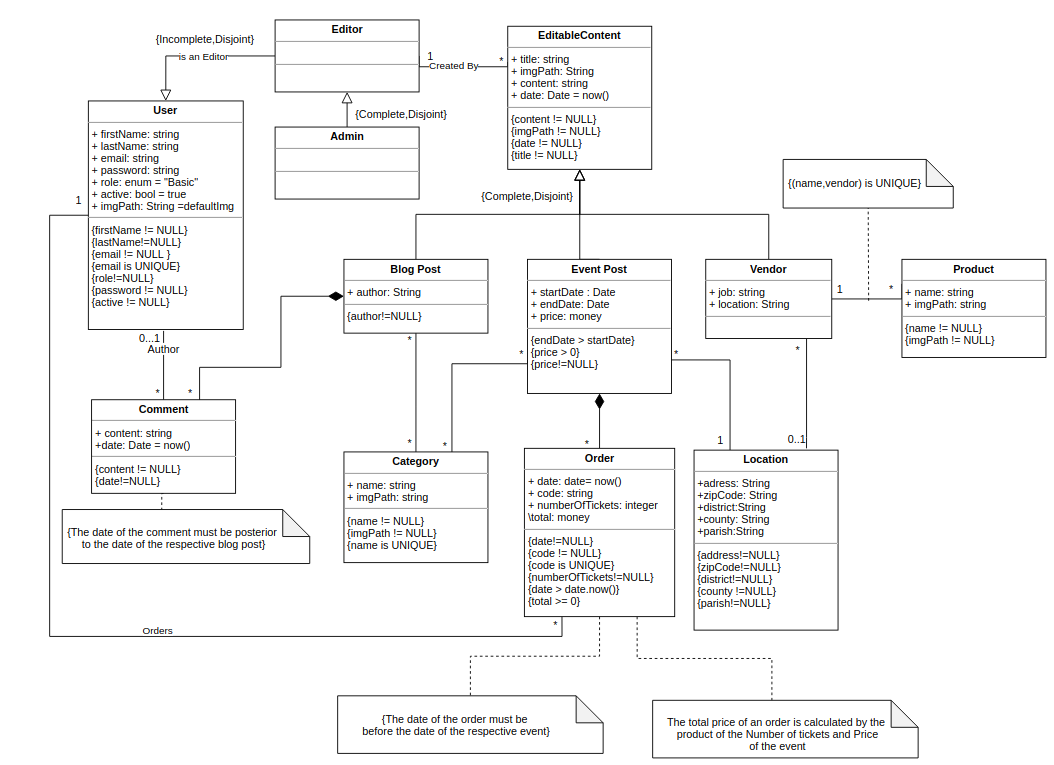 Editor
{Incomplete,Disjoint}
is an Editor
1
Created By
*
EditableContent
+ title: string
+ imgPath: String
+ content: string
+ date: Date = now()
{content != NULL}
{imgPath != NULL}
{date != NULL}
{title != NULL}
{Complete,Disjoint}
Admin
User
+ firstName: string
+ lastName: string
+ email: string
+ password: string
+ role: enum = "Basic"
+ active: bool = true
+ imgPath: String =defaultImg
{firstName != NULL}
{lastName!=NULL}
{email != NULL }
{email is UNIQUE}
{role!=NULL}
{password != NULL}
{active != NULL}
1
{Complete,Disjoint}
{(name,vendor) is UNIQUE}
Blog Post
+ author: String
{author!=NULL}
Event Post
+ startDate : Date
+ endDate: Date
+ price: money
{endDate > startDate}
{price > 0}
{price!=NULL}
Vendor
+ job: string
+ location: String
1
*
Product
+ name: string
+ imgPath: string
{name != NULL}
{imgPath != NULL}
0...1
Author
*
*
*
*
*
*
*
1
*
0..1
*
Comment
+ content: string
+date: Date = now()
{content != NULL}
{date!=NULL}
{The date of the comment must be posterior
to the date of the respective blog post}
Category
+ name: string
+ imgPath: string
{name != NULL}
{imgPath != NULL}
{name is UNIQUE}
Order
+ date: date= now()
+ code: string
+ numberOfTickets: integer
\total: money
{date!=NULL}
{code != NULL}
{code is UNIQUE}
{numberOfTickets!=NULL}
{date > date.now()}
{total >= 0}
Location
+adress: String
+zipCode: String
+district:String
+county: String
+parish:String
{address!=NULL}
{zipCode!=NULL}
{district!=NULL}
{county !=NULL}
{parish!=NULL}
Orders
*
{The date of the order must be
before the date of the respective event}
The total price of an order is calculated by the
product of the Number of tickets and Price
of the event